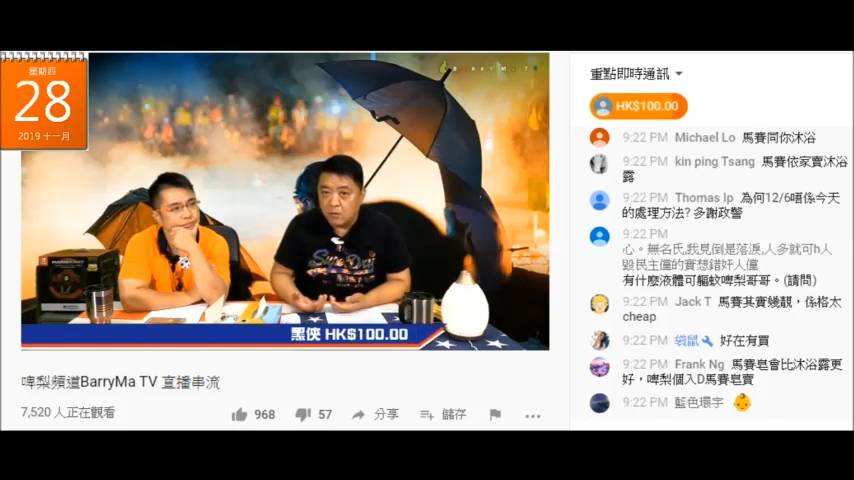 星期四
28
2019 十一月
BARRYMATV
黑俠 HK$100.00
啤梨頻道BarryMa TV 直播串流
7,520 人正在觀看
968
57
分享
儲存
重點即時通訊
HK$100.00
9:22 PM Michael Lo 馬賽同你沐浴
9:22 PM kin ping Tsang 馬賽依家賣沐浴
露
9:22 PM Thomas Ip 為何12/6唔係今天
的處理方法? 多謝政警
9:22 PM
心。無名氏,我見倒是落淚,人多就可h人
毀民主僮的實想錯奸人僮
有什麼液體可驅蚊啤梨哥哥。(請問)
9:22 PM Jack T 馬賽其實幾靚,係格太
cheap
9:22 PM 袋鼠 好在有買
9:22 PM Frank Ng 馬賽皂會比沐浴露更
好,啤梨個入D馬賽皂賣
9:22 PM 藍色環宇